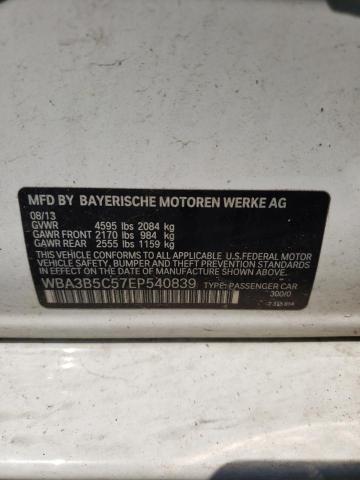 MFD BY BAYERISCHE MOTOREN WERKE AG
08/13
GVWR 4595 lbs 2084 kg
GAWR FRONT 2170 lbs 984 kg
GAWR REAR 2555 lbs 1159 kg
THIS VEHICLE CONFORMS TO ALL APPLICABLE U.S.FEDERAL MOTOR
VEHICLE SAFETY, BUMPER, AND THEFT PREVENTION STANDARDS IN
EFFECT ON THE DATE OF MANUFACTURE SHOWN ABOVE.
WBA3B5C57EP540839 TYPE: PASSENGER CAR
300/0